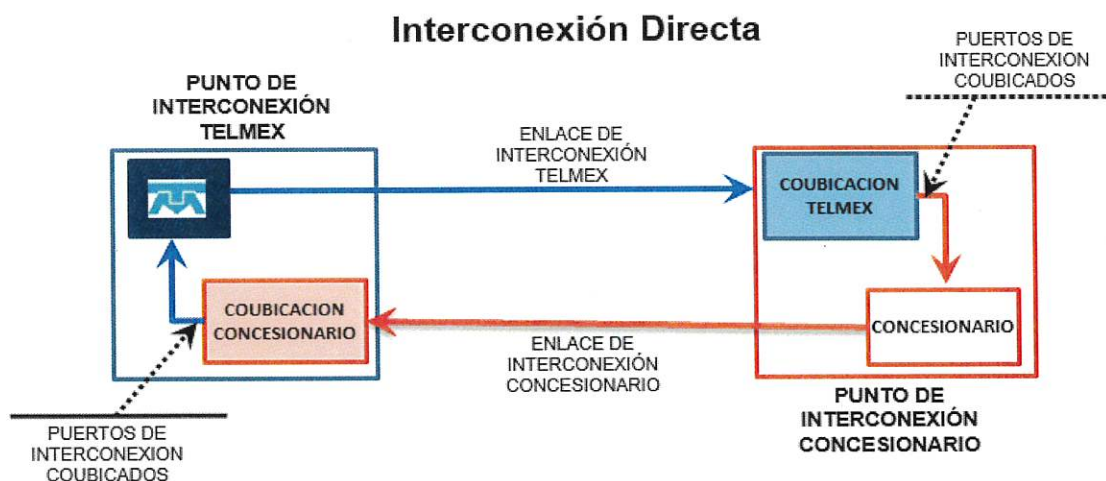 Interconexión Directa
PUERTOS DE
INTERCONEXION
COUBICADOS
PUNTO DE
INTERCONEXIÓN
TELMEX
ENLACE DE
INTERCONEXIÓN
TELMEX
COUBICACION
TELMEX
COUBICACION
CONCESIONARIO
CONCESIONARIO
ENLACE DE
INTERCONEXIÓN
CONCESIONARIO
PUNTO DE
INTERCONEXIÓN
CONCESIONARIO
PUERTOS DE
INTERCONEXION
COUBICADOS